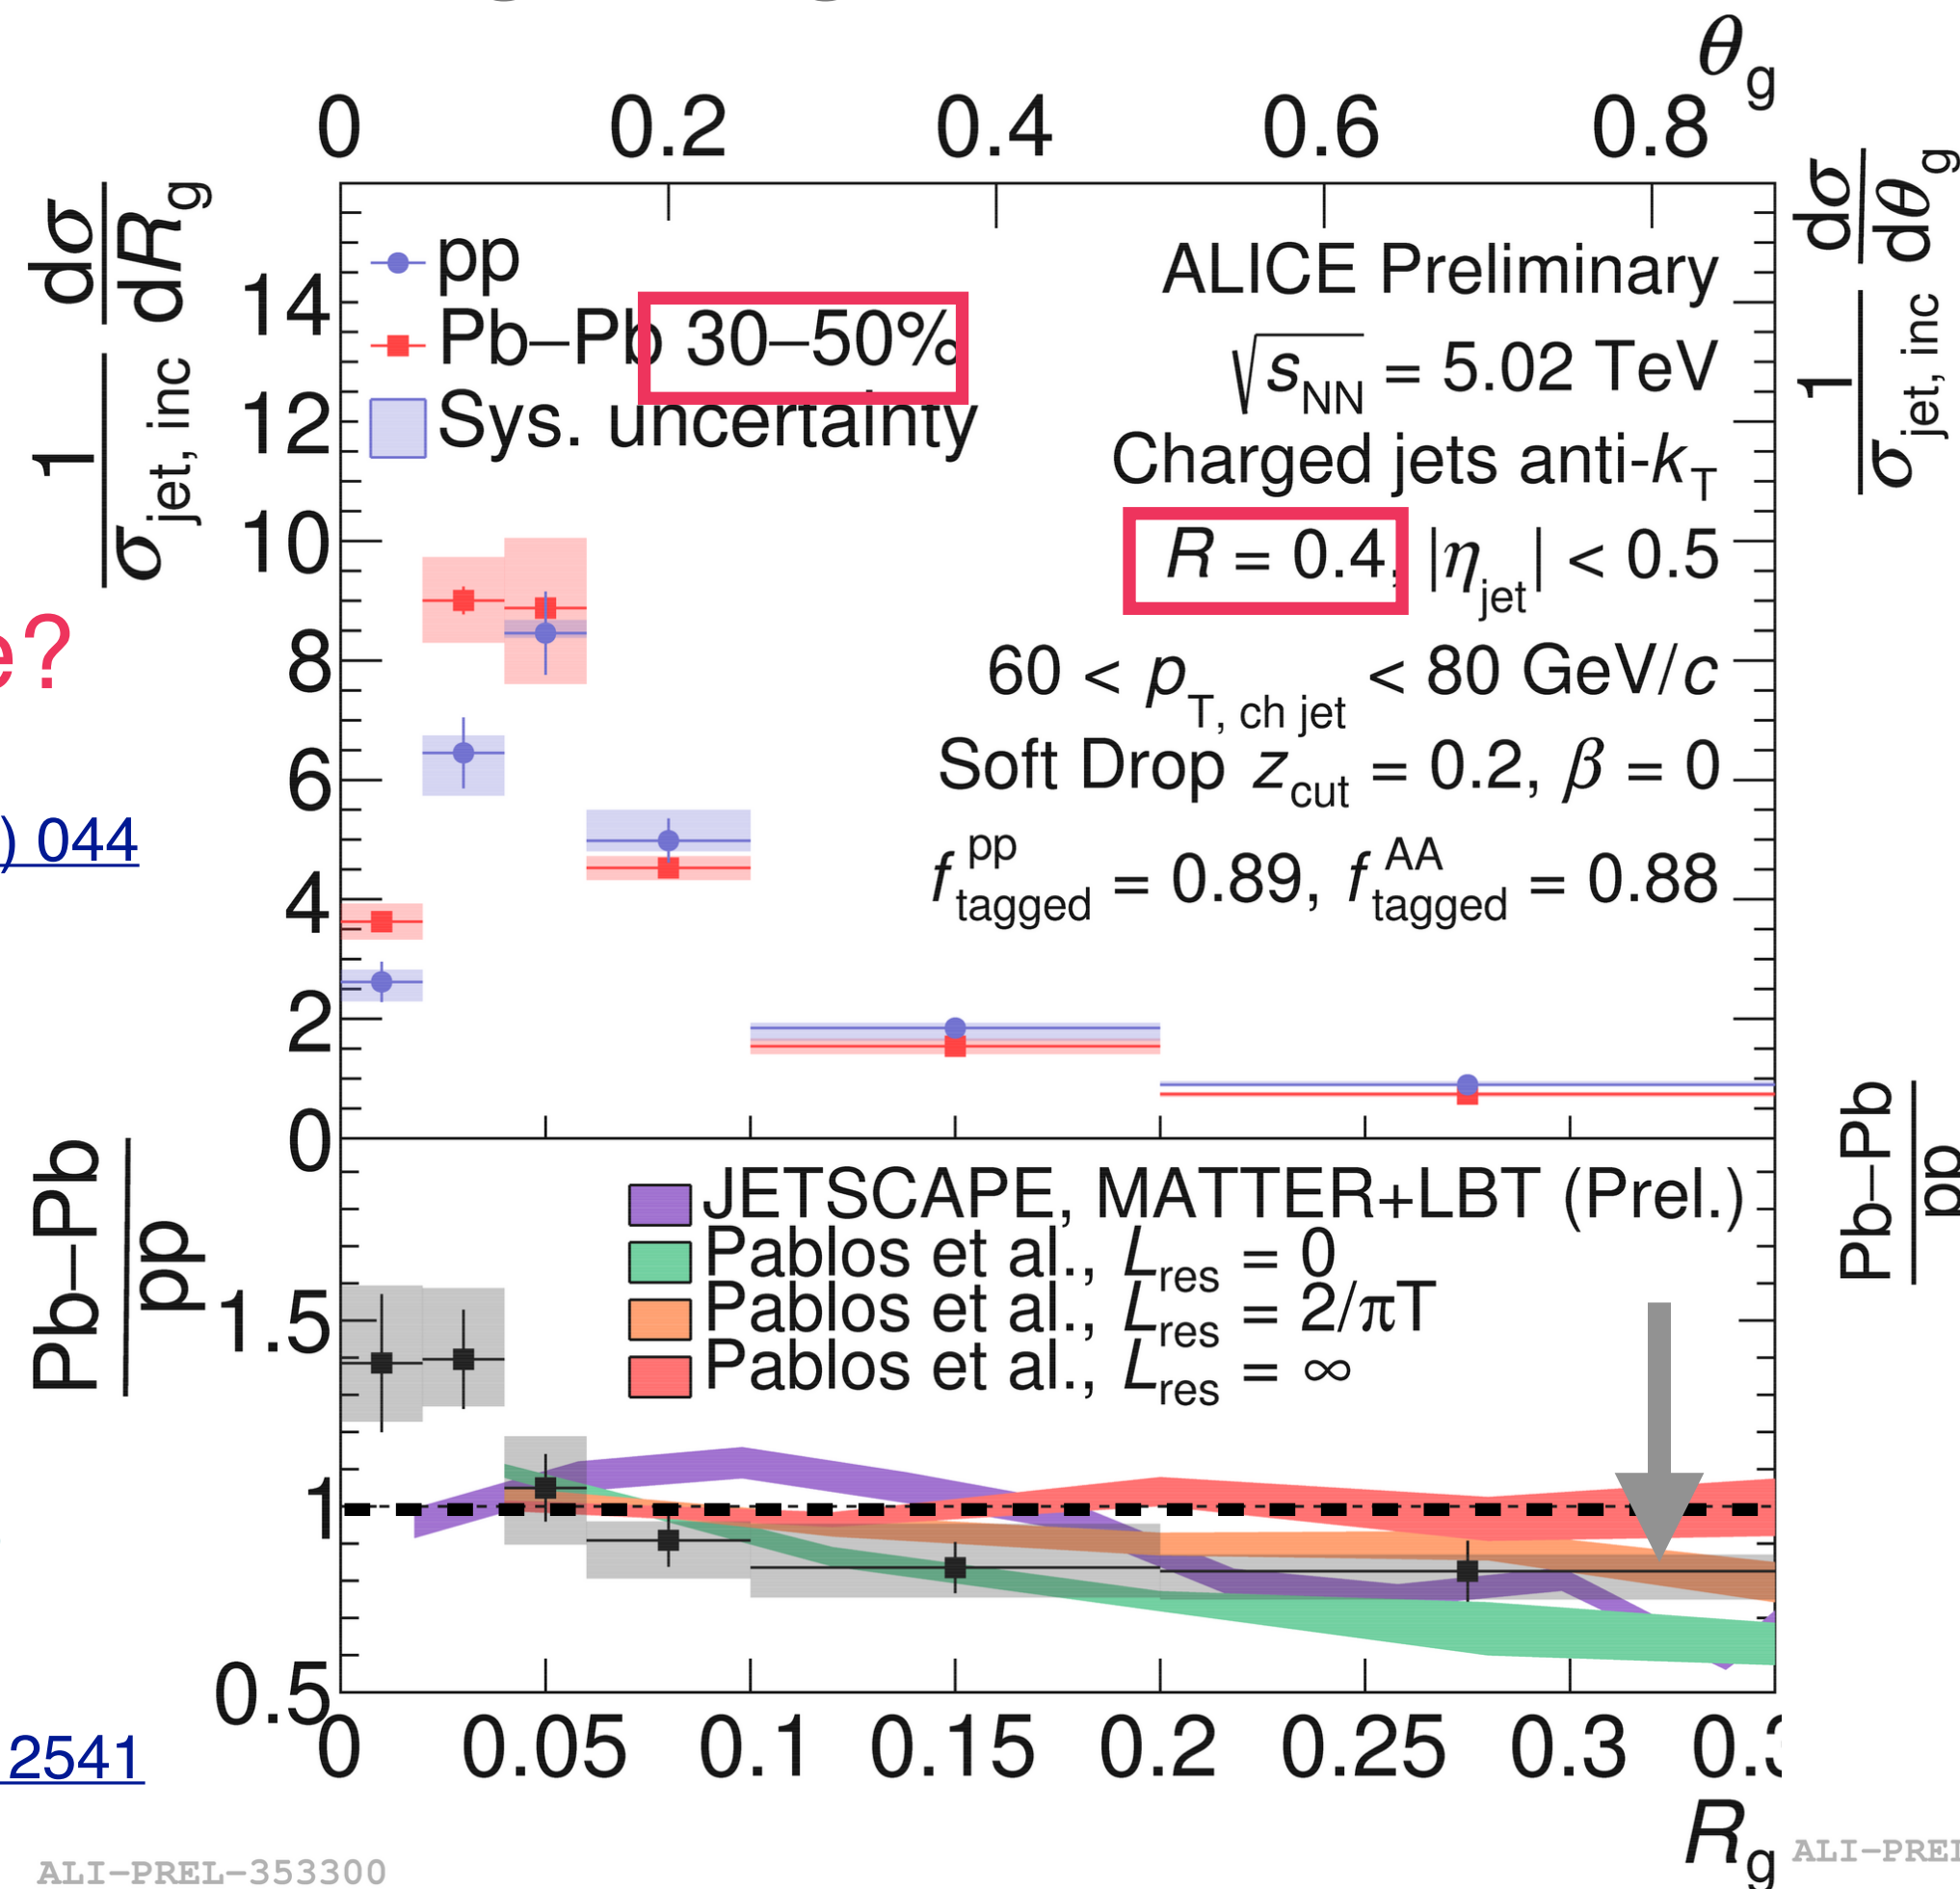 θg
0 0.2 0.4 0.6 0.8
1/σjet, inc dσ/dRg
1/σjet, inc dσ/dθg
pp
Pb–Pb 30–50%
Sys. uncertainty
ALICE Preliminary
√sNN = 5.02 TeV
Charged jets anti-kT
R = 0.4, |ηjet| < 0.5
60 < pT, ch jet < 80 GeV/c
Soft Drop zcut = 0.2, β = 0
f pp tagged = 0.89, f AA tagged = 0.88
14
12
10
8
6
4
2
0
e?
) 044
Pb–Pb/pp
Pb–Pb/pp
JETSCAPE, MATTER+LBT (Prel.)
Pablos et al., Lres = 0
Pablos et al., Lres = 2/πT
Pablos et al., Lres = ∞
1.5
1
0.5
0 0.05 0.1 0.15 0.2 0.25 0.3
2541
Rg
ALI-PREL-353300
ALI-PREL